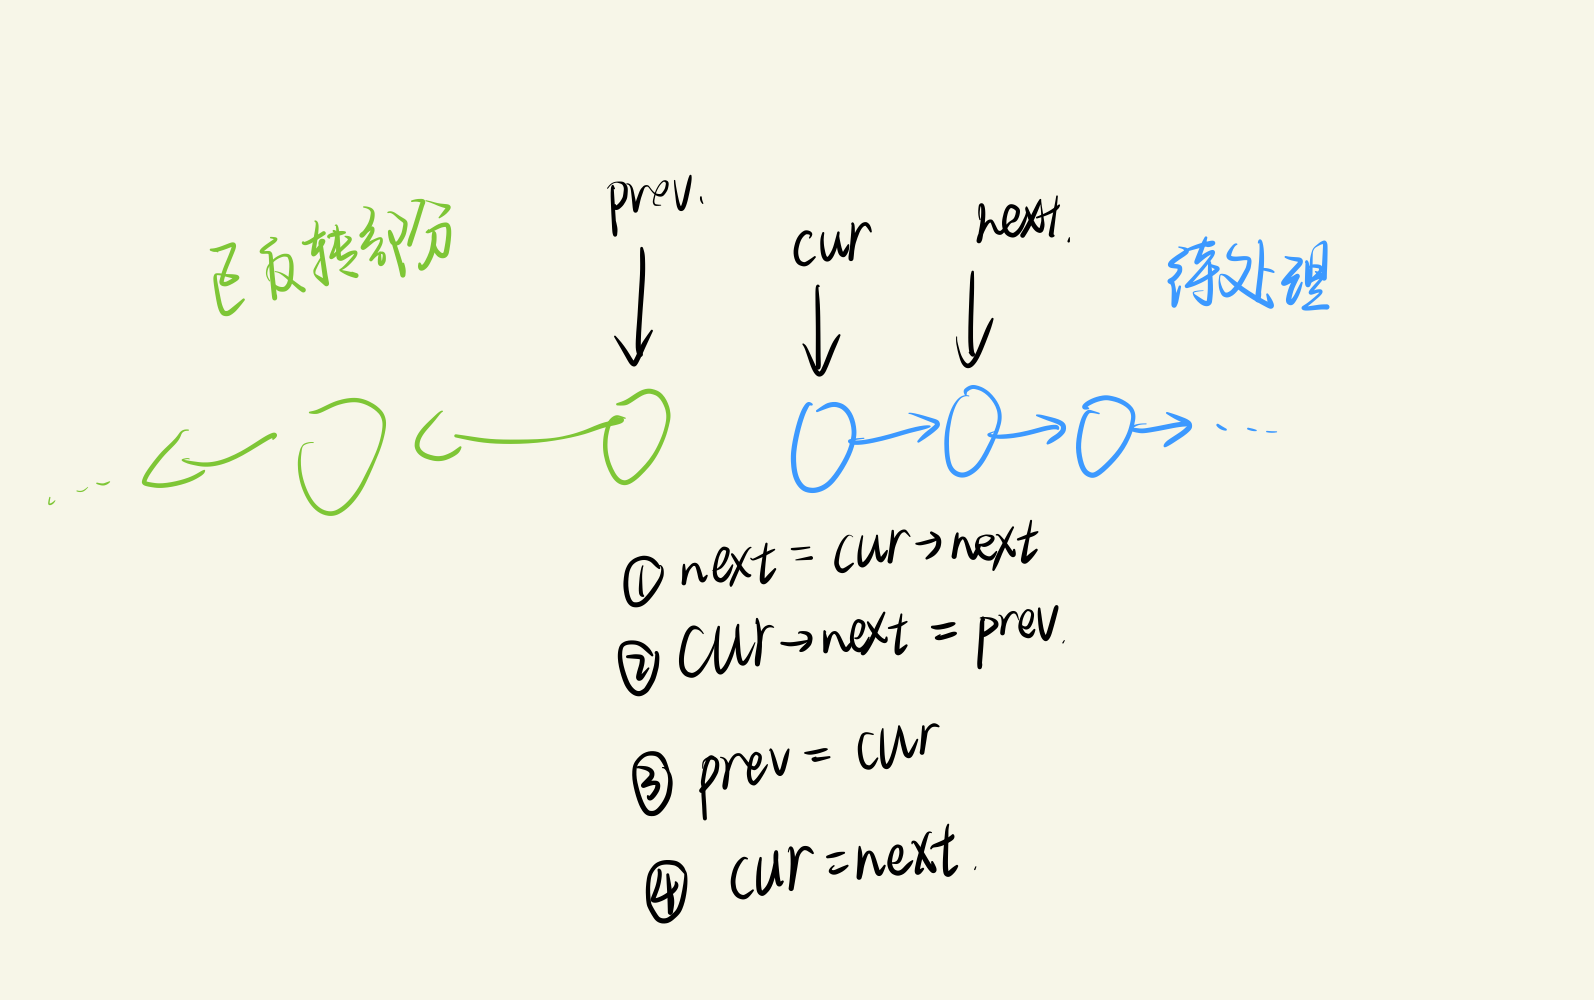 已反转部分
prev.
cur
next.
待处理
...
...
① next = cur→next
② cur→next = prev.
③ prev = cur
④ cur = next.